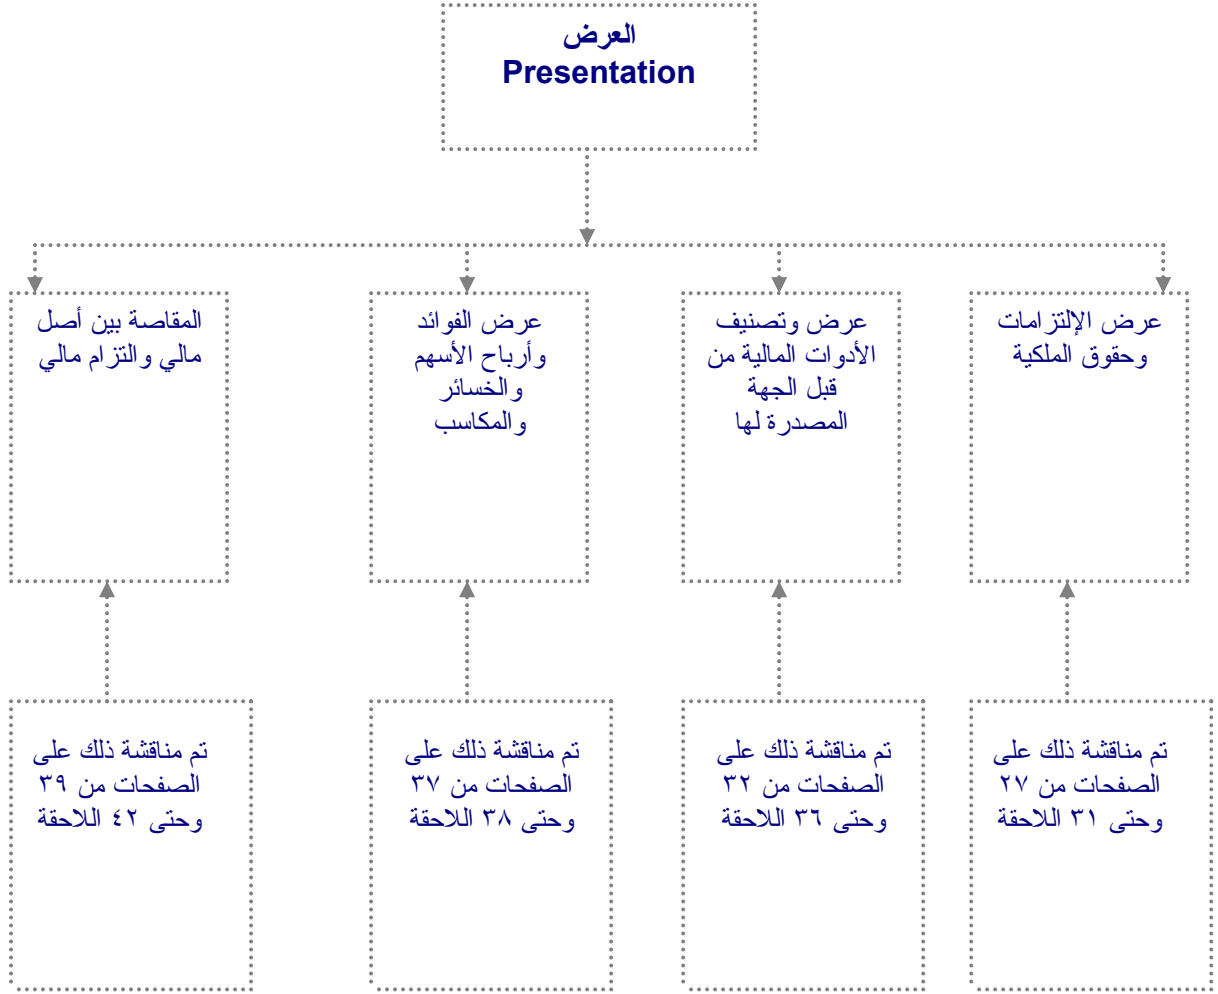 العرض
Presentation
عرض الإلتزامات
وحقوق الملكية
عرض وتصنيف
الأدوات المالية من
قبل الجهة
المصدرة لها
عرض الفوائد
وأرباح الأسهم
والخسائر
والمكاسب
المقاصة بين أصل
مالي والتزام مالي
تم مناقشة ذلك على
الصفحات من ٢٧
وحتى ٣١ اللاحقة
تم مناقشة ذلك على
الصفحات من ٣٢
وحتى ٣٦ اللاحقة
تم مناقشة ذلك على
الصفحات من ٣٧
وحتى ٣٨ اللاحقة
تم مناقشة ذلك على
الصفحات من ٣٩
وحتى ٤٢ اللاحقة